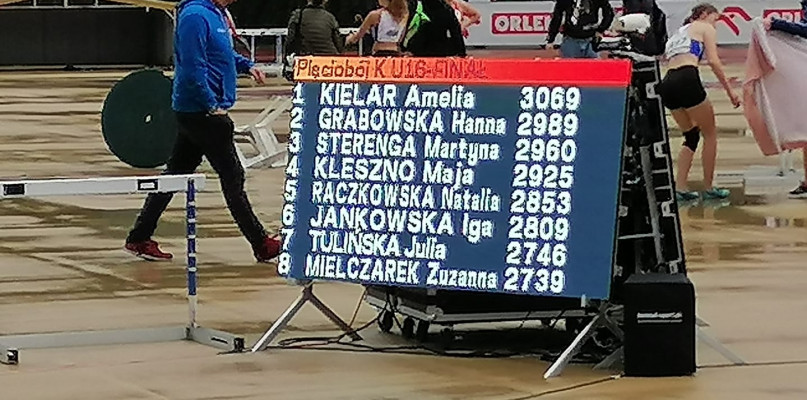 ORLEN
Pięciobój K U16-FINAŁ
1 KIELAR Amelia 3069
2 GRABOWSKA Hanna 2989
3 STERENGA Martyna 2960
4 KLESZNO Maja 2925
5 RACZKOWSKA Natalia 2853
6 JANKOWSKA Iga 2809
7 TULIŃSKA Julia 2746
8 MIELCZAREK Zuzanna 2739